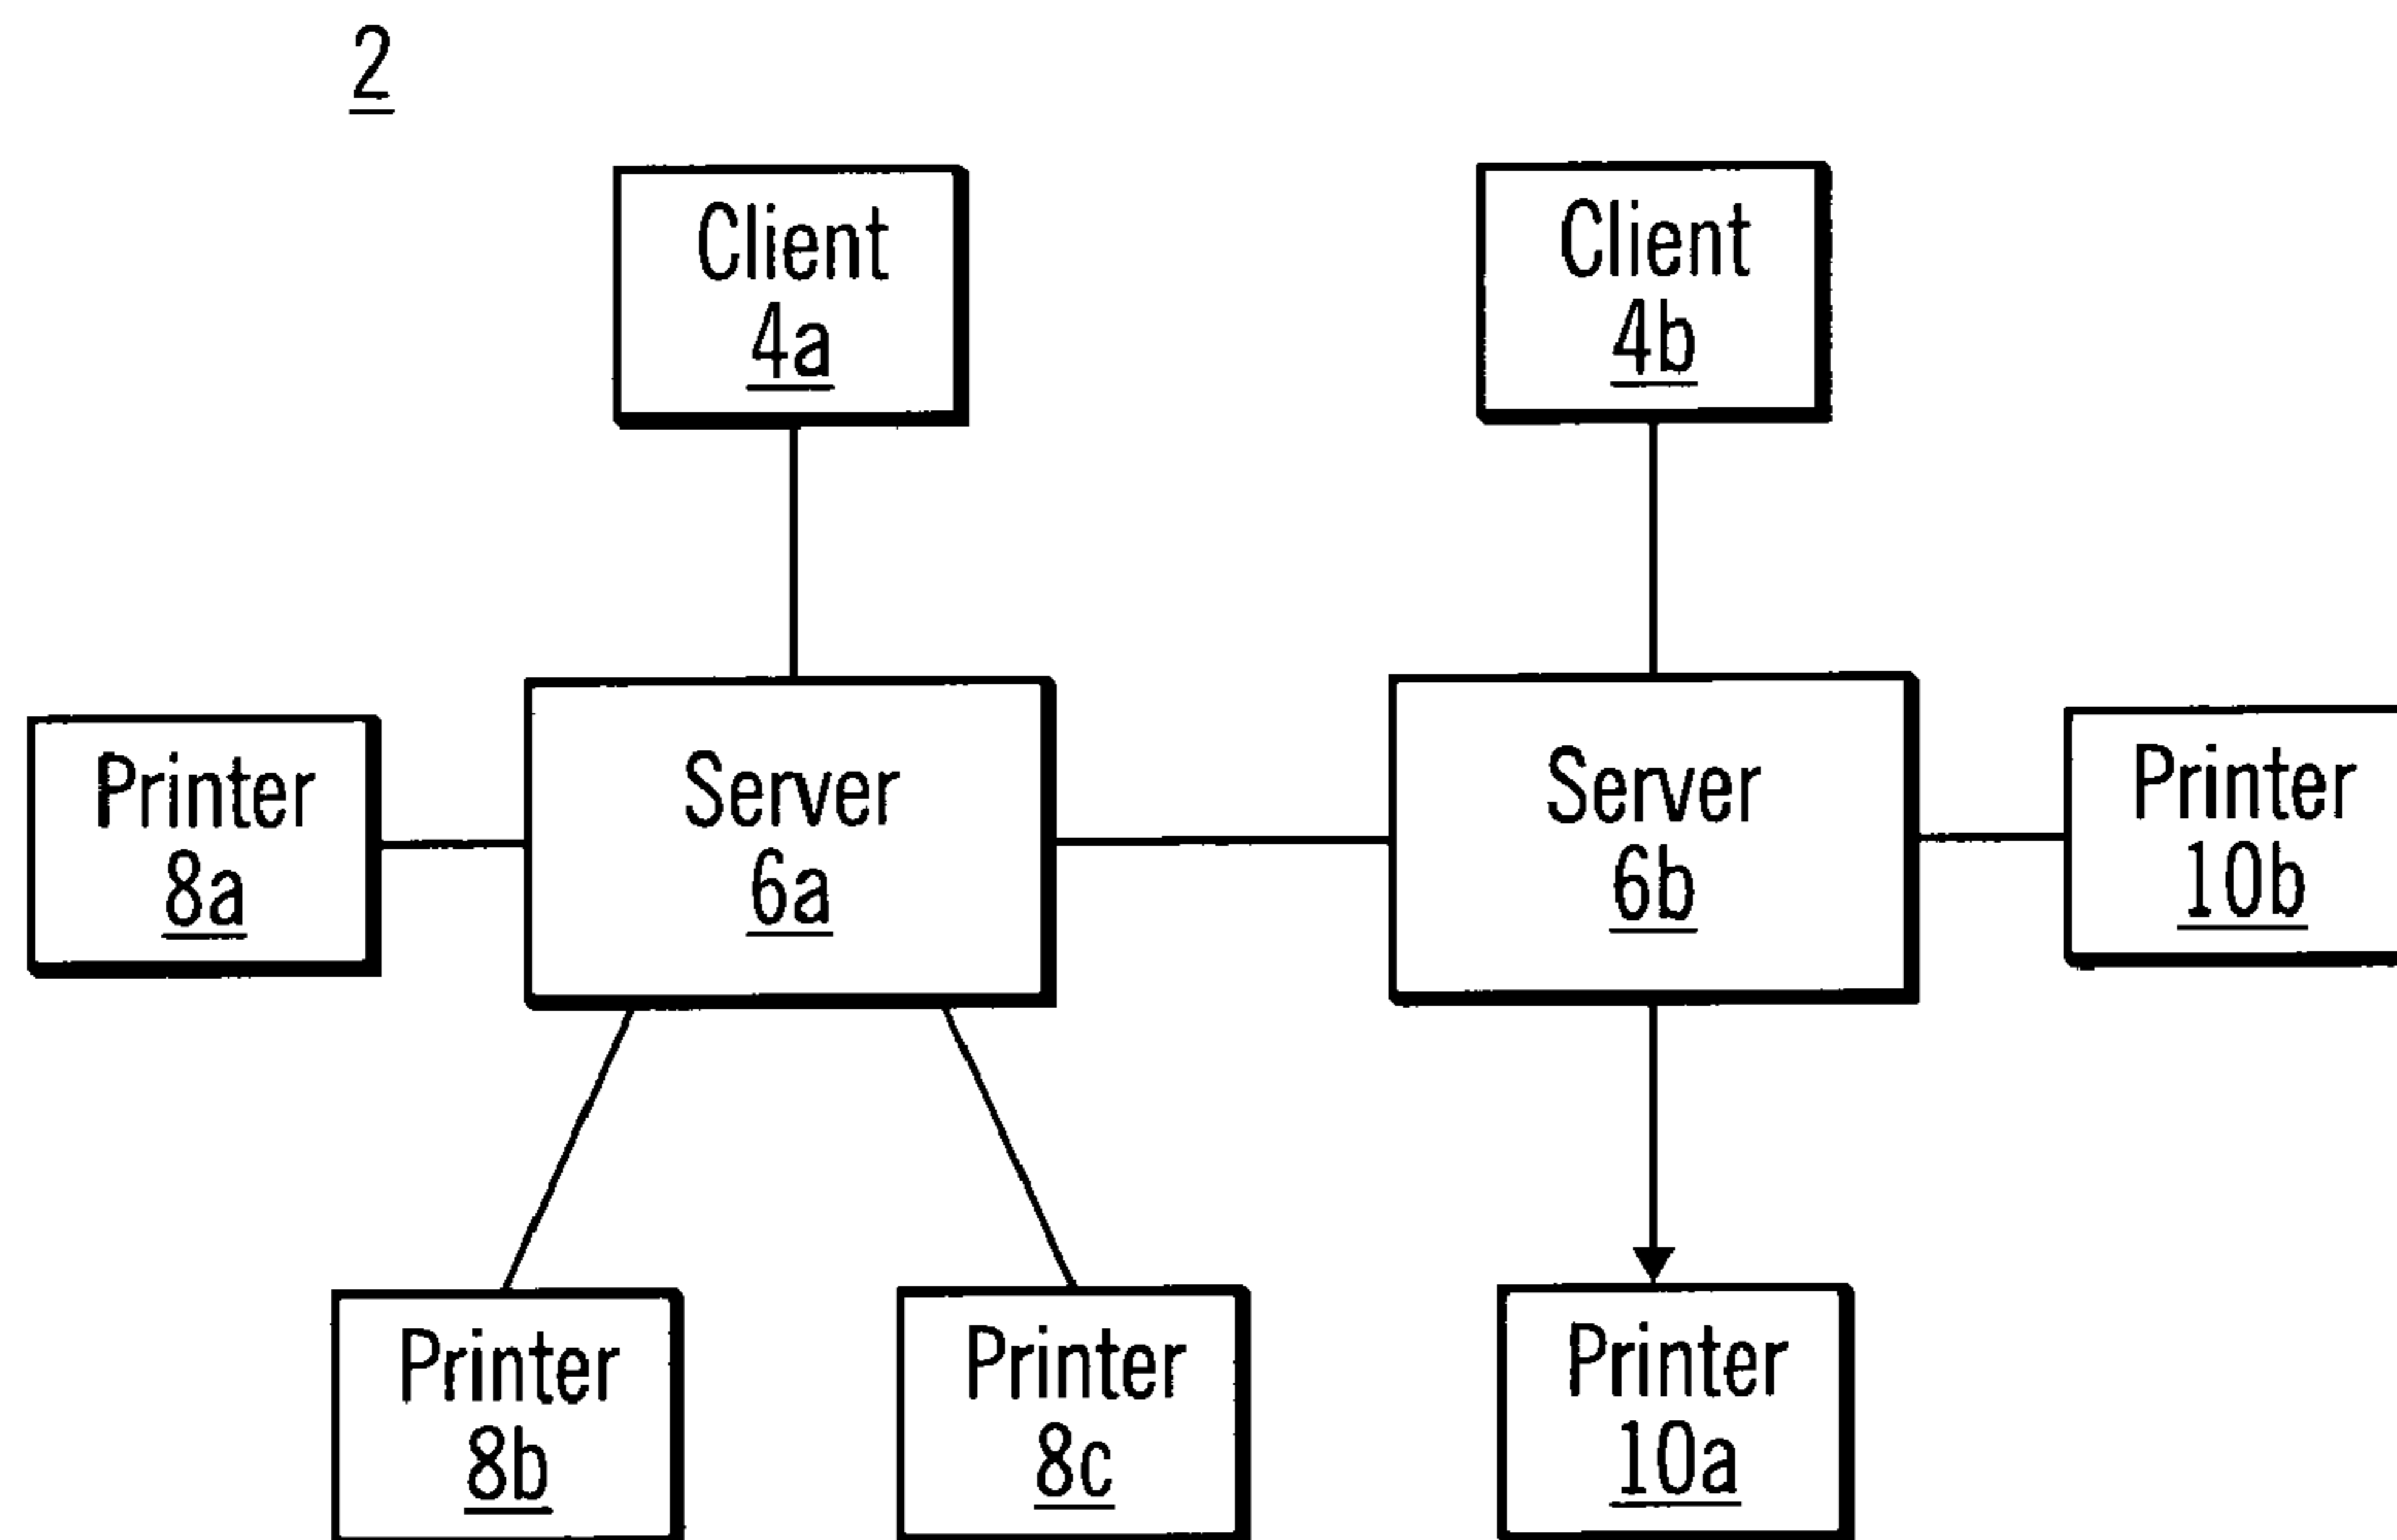 2
Client
4a
Client
4b
Printer
8a
Server
6a
Server
6b
Printer
10b
Printer
8b
Printer
8c
Printer
10a